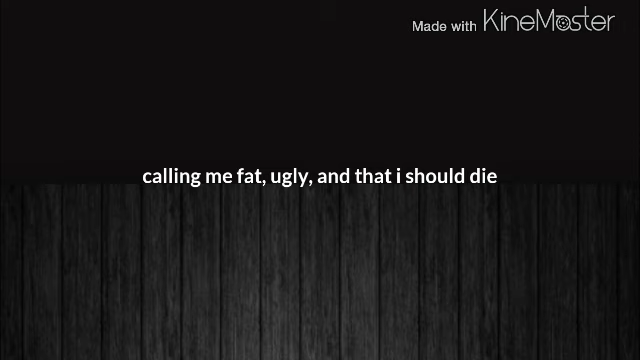 Made with KineMaster
calling me fat, ugly, and that i should die